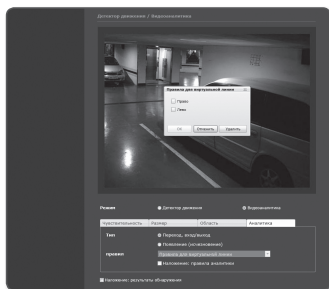 Детектор движения / Видеоаналитика
Правила для виртуальной линии
Право
Лево
OK Отменить Удалить
Режим Детектор движения Видеоаналитика
Чувствительность Размер Область Аналитика
Тип Переход, вход/выход
Появление (исчезновение)
правил Правила для виртуальной линии
Наложение: правила аналитики
Наложение: результаты обнаружения